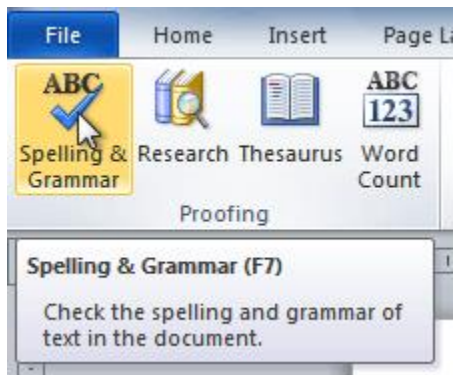 File Home Insert Page La
ABC
ABC
123
Spelling & Grammar
Research
Thesaurus
Word Count
Proofing
Spelling & Grammar (F7)
Check the spelling and grammar of
text in the document.